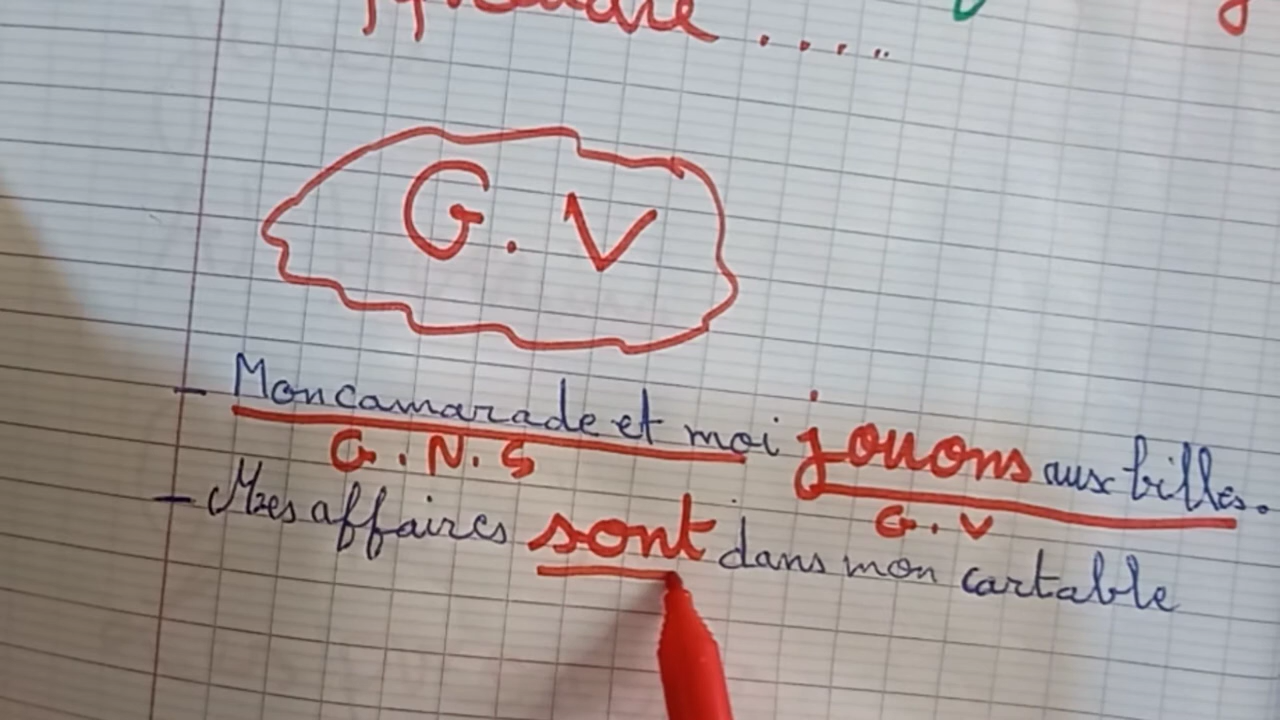 .....
G.V
- Mon camarade et moi jouons aux billes.
G.N.S G.V
- Mes affaires sont dans mon cartable